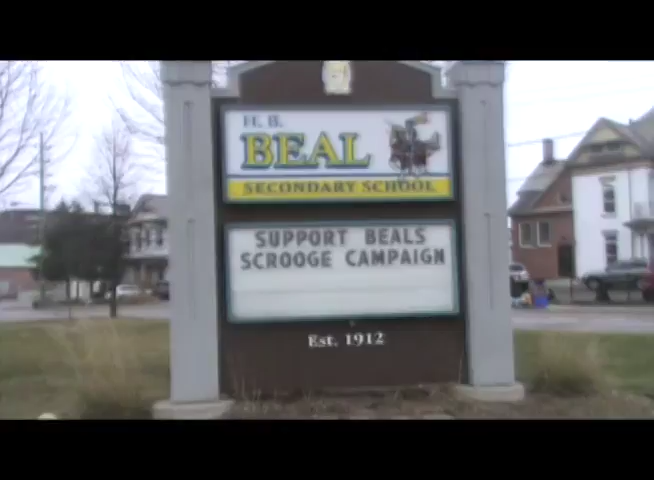 H. B.
BEAL
SECONDARY SCHOOL
SUPPORT BEALS
SCROOGE CAMPAIGN
Est. 1912